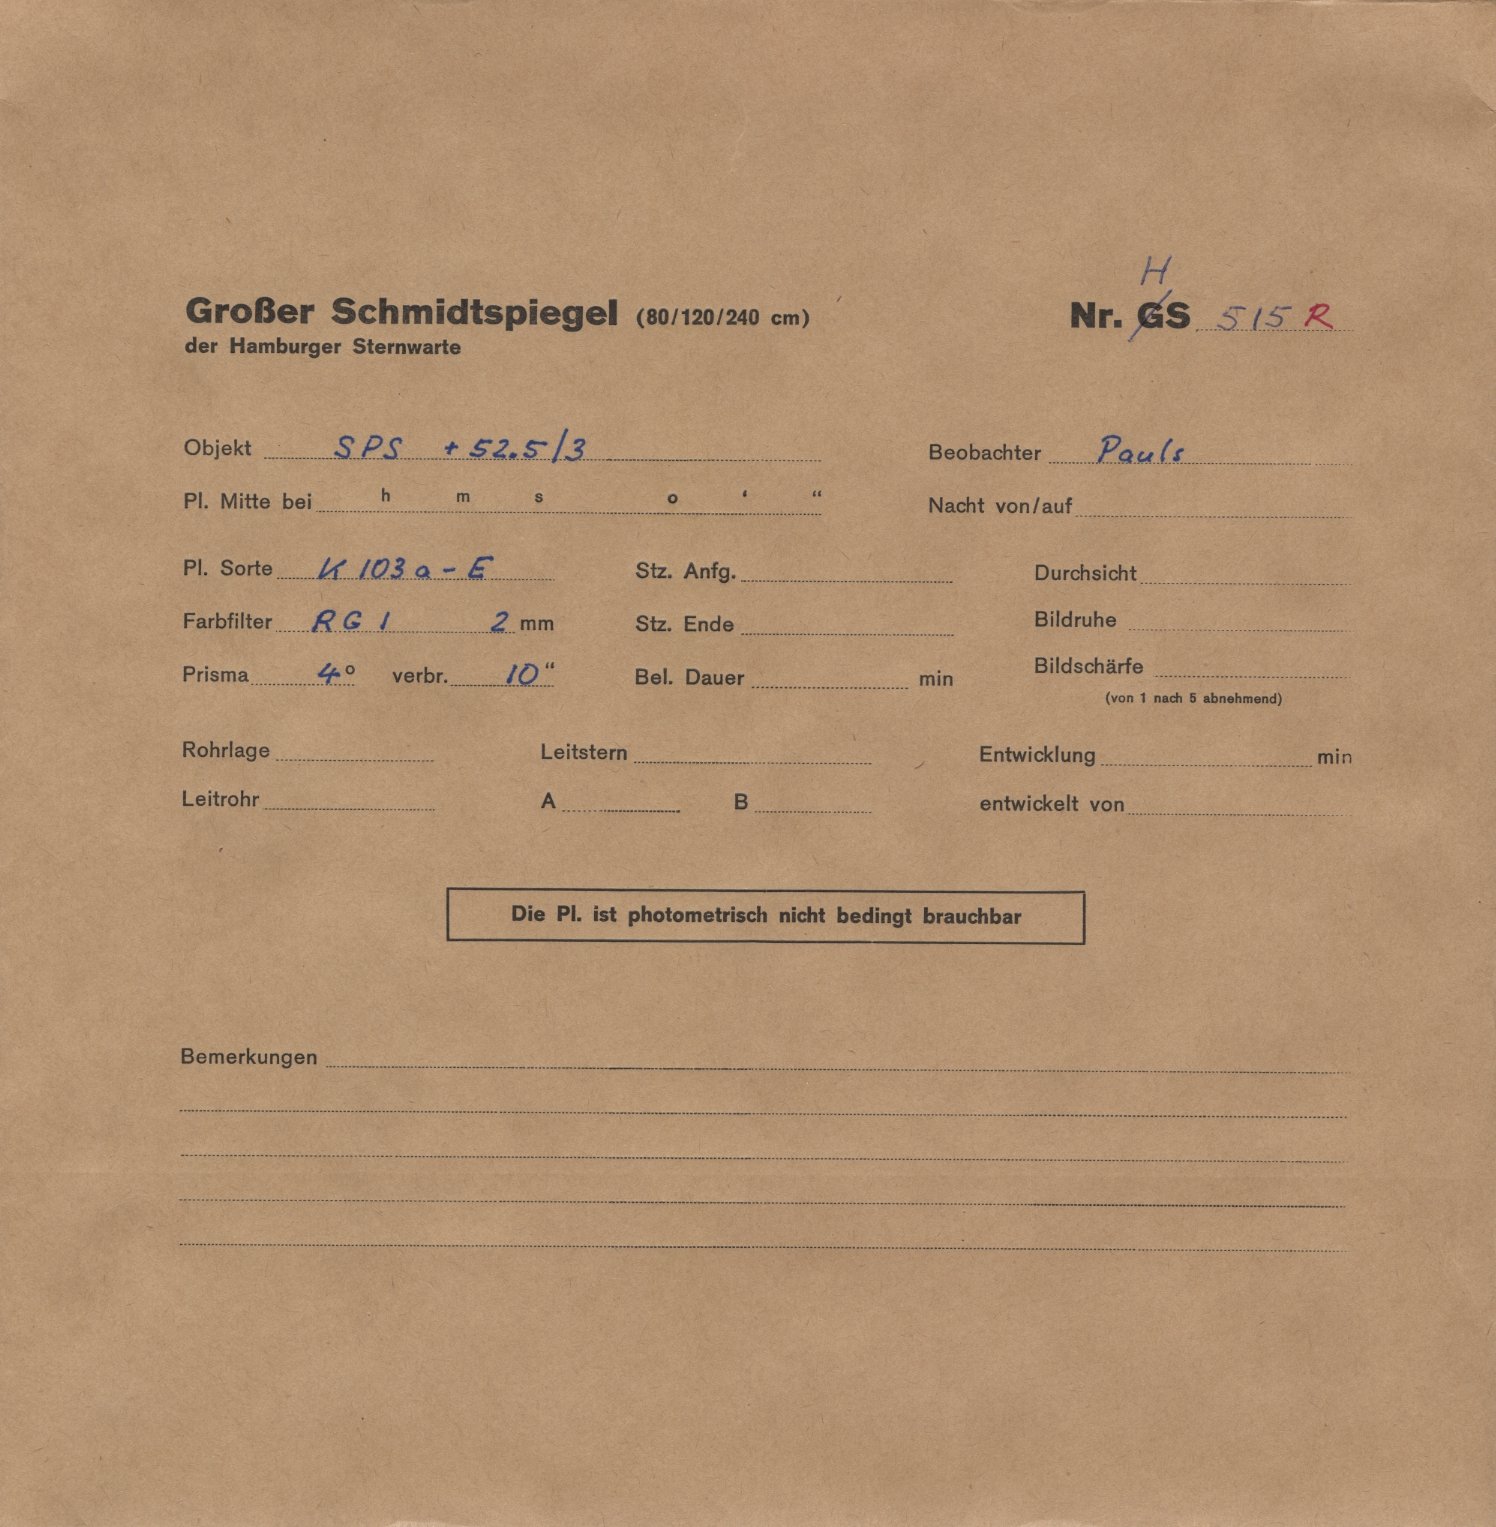 H
Großer Schmidtspiegel (80/120/240 cm) Nr. GS 515 R
der Hamburger Sternwarte
Objekt SPS +52.5/3 Beobachter Pauls
Pl. Mitte bei h m s o ‘ “ Nacht von/auf
Pl. Sorte K 103 a - E Stz. Anfg. Durchsicht
Farbfilter RG 1 2 mm Stz. Ende Bildruhe
Prisma 4° verbr. 10“ Bel. Dauer min Bildschärfe
(von 1 nach 5 abnehmend)
Rohrlage Leitstern Entwicklung min
Leitrohr A B entwickelt von
Die Pl. ist photometrisch nicht bedingt brauchbar
Bemerkungen